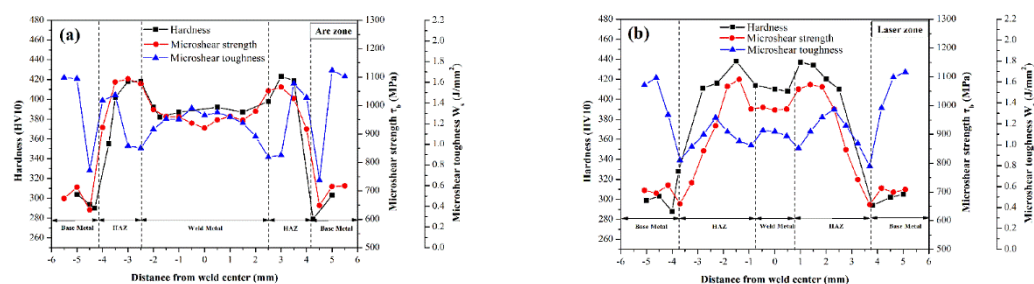 (a)
Arc zone
Hardness
Microshear strength
Microshear toughness
Hardness (HV10)
480
460
440
420
400
380
360
340
320
300
280
260
Base Metal
HAZ
Weld Metal
HAZ
Base Metal
-6 -5 -4 -3 -2 -1 0 1 2 3 4 5 6
Distance from weld center (mm)
1300
1200
1100
1000
900
800
700
600
500
Microshear strength τb (MPa)
2.2
2.0
1.8
1.6
1.4
1.2
1.0
0.8
0.6
0.4
0.2
0.0
Microshear toughness Ws (J/mm²)
(b)
Laser zone
Hardness
Microshear strength
Microshear toughness
Hardness (HV10)
480
460
440
420
400
380
360
340
320
300
280
260
Base Metal
HAZ
Weld Metal
HAZ
Base Metal
-6 -5 -4 -3 -2 -1 0 1 2 3 4 5 6
Distance from weld center (mm)
1300
1200
1100
1000
900
800
700
600
500
Microshear strength τb (MPa)
2.2
2.0
1.8
1.6
1.4
1.2
1.0
0.8
0.6
0.4
0.2
0.0
Microshear toughness Ws (J/mm²)